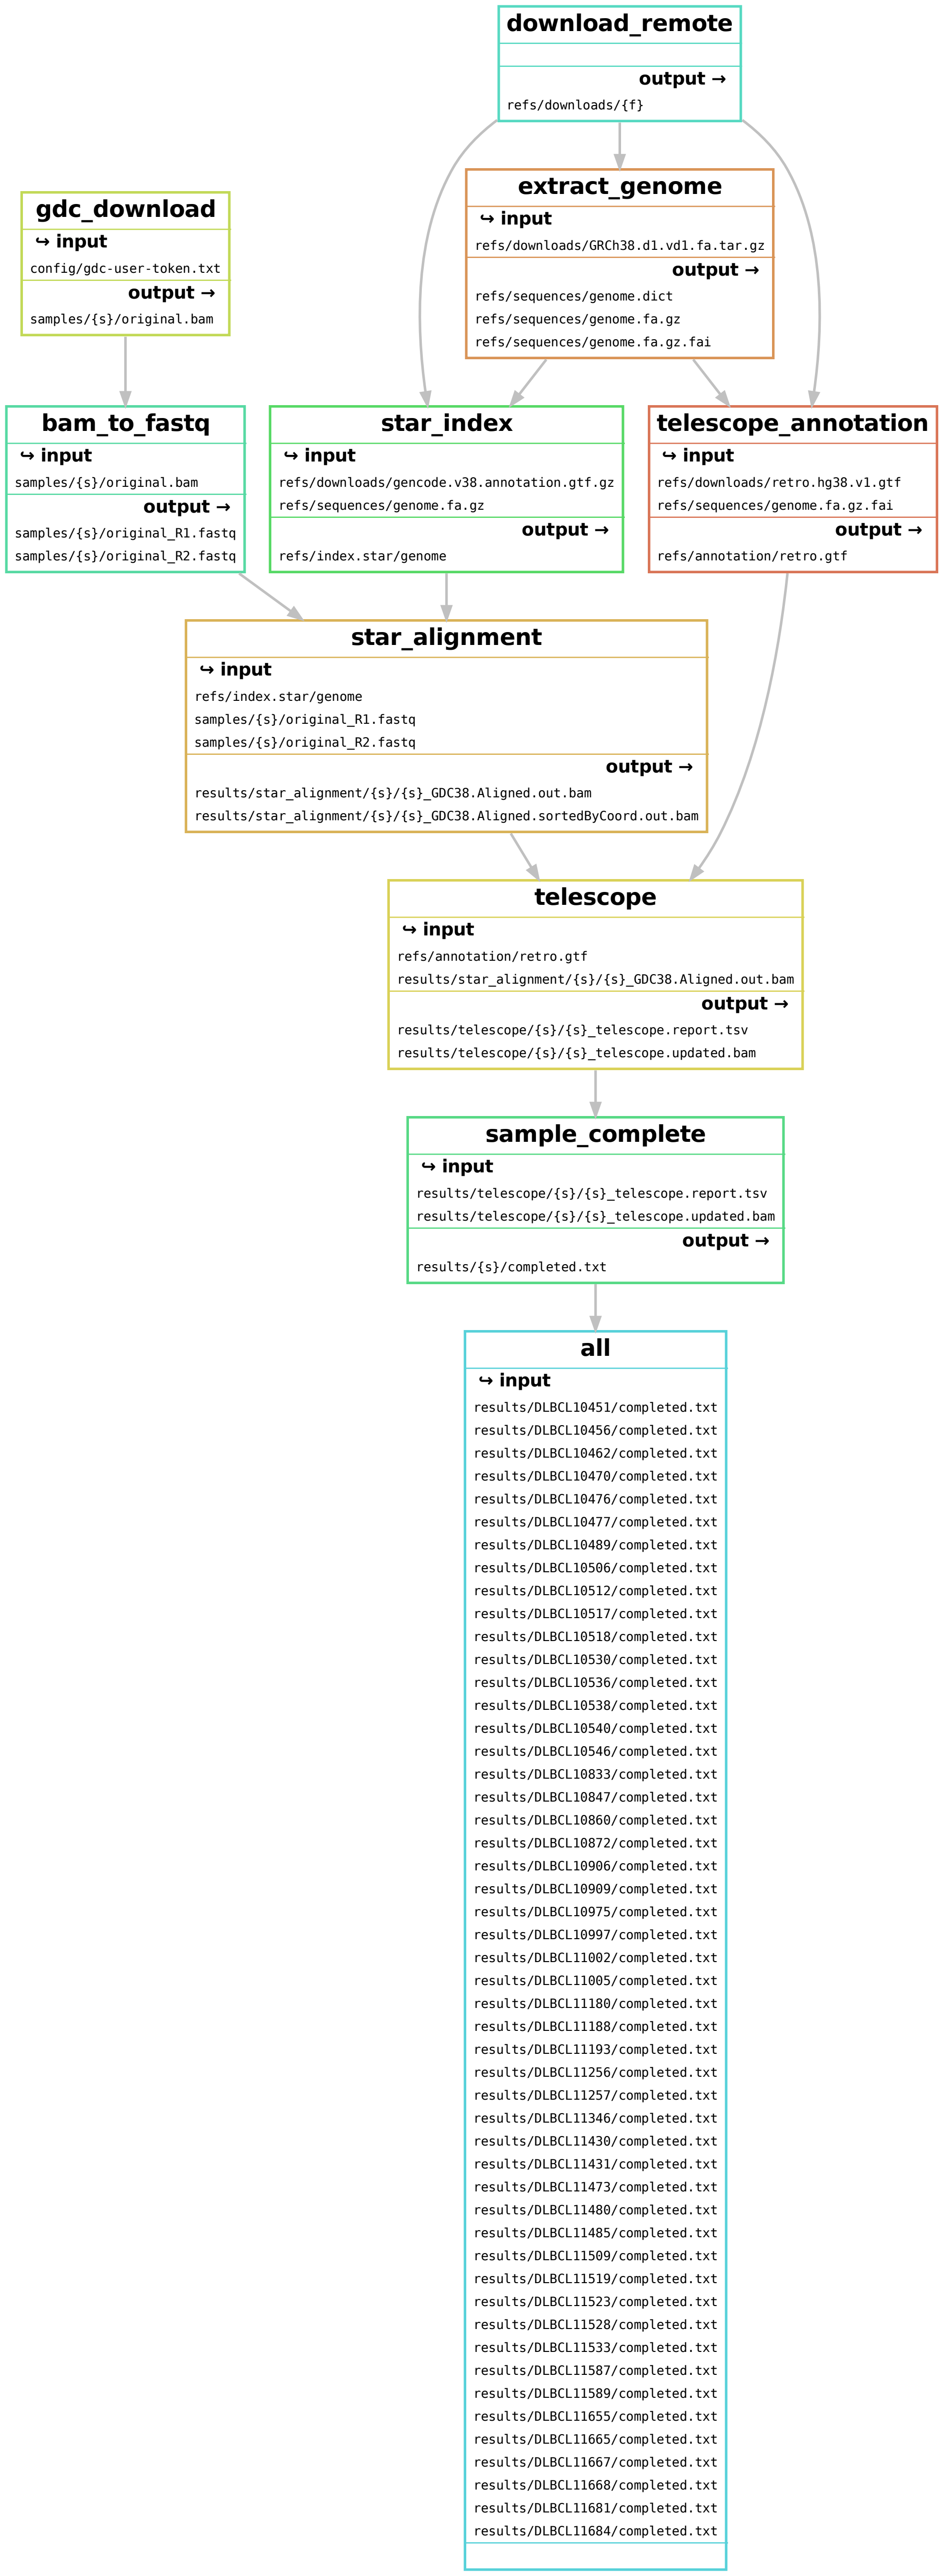 download_remote
output →
refs/downloads/{f}
extract_genome
↪ input
refs/downloads/GRCh38.d1.vd1.fa.tar.gz
output →
refs/sequences/genome.dict
refs/sequences/genome.fa.gz
refs/sequences/genome.fa.gz.fai
gdc_download
↪ input
config/gdc-user-token.txt
output →
samples/{s}/original.bam
bam_to_fastq
↪ input
samples/{s}/original.bam
output →
samples/{s}/original_R1.fastq
samples/{s}/original_R2.fastq
star_index
↪ input
refs/downloads/gencode.v38.annotation.gtf.gz
refs/sequences/genome.fa.gz
output →
refs/index.star/genome
telescope_annotation
↪ input
refs/downloads/retro.hg38.v1.gtf
refs/sequences/genome.fa.gz.fai
output →
refs/annotation/retro.gtf
star_alignment
↪ input
refs/index.star/genome
samples/{s}/original_R1.fastq
samples/{s}/original_R2.fastq
output →
results/star_alignment/{s}/{s}_GDC38.Aligned.out.bam
results/star_alignment/{s}/{s}_GDC38.Aligned.sortedByCoord.out.bam
telescope
↪ input
refs/annotation/retro.gtf
results/star_alignment/{s}/{s}_GDC38.Aligned.out.bam
output →
results/telescope/{s}/{s}_telescope.report.tsv
results/telescope/{s}/{s}_telescope.updated.bam
sample_complete
↪ input
results/telescope/{s}/{s}_telescope.report.tsv
results/telescope/{s}/{s}_telescope.updated.bam
output →
results/{s}/completed.txt
all
↪ input
results/DLBCL10451/completed.txt
results/DLBCL10456/completed.txt
results/DLBCL10462/completed.txt
results/DLBCL10470/completed.txt
results/DLBCL10476/completed.txt
results/DLBCL10477/completed.txt
results/DLBCL10489/completed.txt
results/DLBCL10506/completed.txt
results/DLBCL10512/completed.txt
results/DLBCL10517/completed.txt
results/DLBCL10518/completed.txt
results/DLBCL10530/completed.txt
results/DLBCL10536/completed.txt
results/DLBCL10538/completed.txt
results/DLBCL10540/completed.txt
results/DLBCL10546/completed.txt
results/DLBCL10833/completed.txt
results/DLBCL10847/completed.txt
results/DLBCL10860/completed.txt
results/DLBCL10872/completed.txt
results/DLBCL10906/completed.txt
results/DLBCL10909/completed.txt
results/DLBCL10975/completed.txt
results/DLBCL10997/completed.txt
results/DLBCL11002/completed.txt
results/DLBCL11005/completed.txt
results/DLBCL11180/completed.txt
results/DLBCL11188/completed.txt
results/DLBCL11193/completed.txt
results/DLBCL11256/completed.txt
results/DLBCL11257/completed.txt
results/DLBCL11346/completed.txt
results/DLBCL11430/completed.txt
results/DLBCL11431/completed.txt
results/DLBCL11473/completed.txt
results/DLBCL11480/completed.txt
results/DLBCL11485/completed.txt
results/DLBCL11509/completed.txt
results/DLBCL11519/completed.txt
results/DLBCL11523/completed.txt
results/DLBCL11528/completed.txt
results/DLBCL11533/completed.txt
results/DLBCL11587/completed.txt
results/DLBCL11589/completed.txt
results/DLBCL11655/completed.txt
results/DLBCL11665/completed.txt
results/DLBCL11667/completed.txt
results/DLBCL11668/completed.txt
results/DLBCL11681/completed.txt
results/DLBCL11684/completed.txt